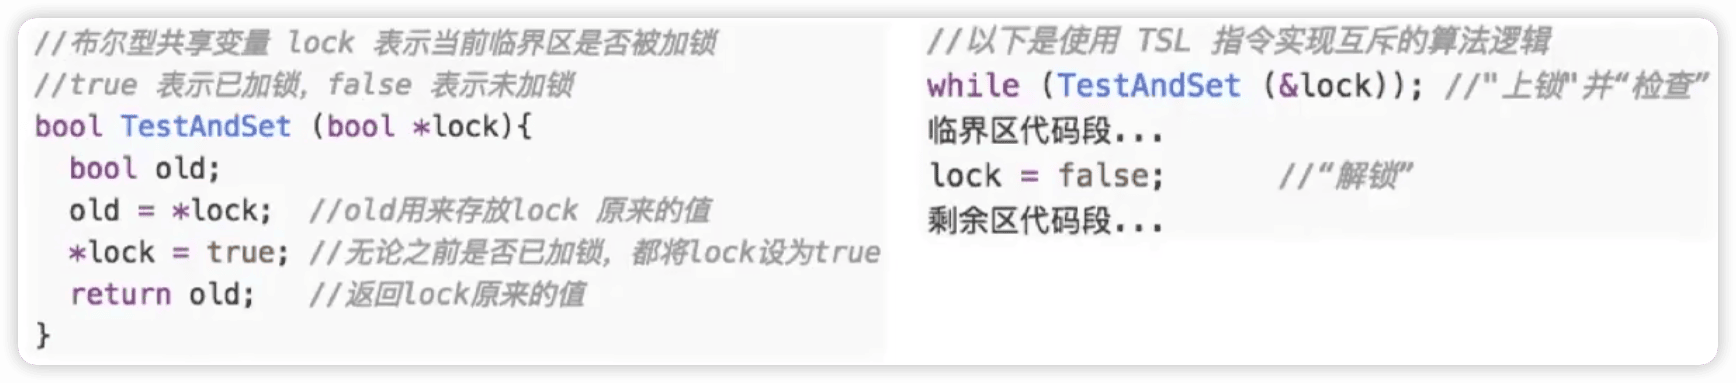 //布尔型共享变量 lock 表示当前临界区是否被加锁
//true 表示已加锁，false 表示未加锁
bool TestAndSet (bool *lock){
  bool old;
  old = *lock;  //old用来存放lock 原来的值
  *lock = true; //无论之前是否已加锁，都将lock设为true
  return old;   //返回lock原来的值
}
//以下是使用 TSL 指令实现互斥的算法逻辑
while (TestAndSet (&lock)); //"上锁"并“检查”
临界区代码段...
lock = false;       //“解锁”
剩余区代码段...